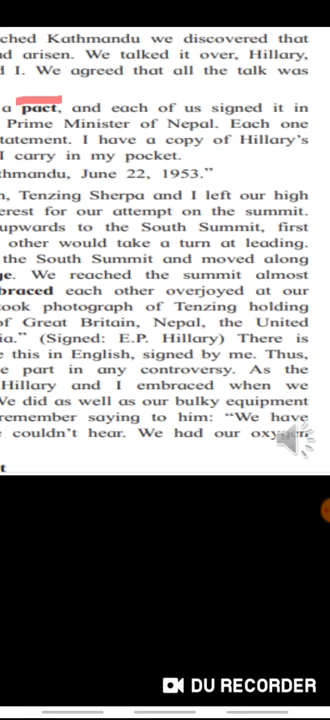 ched Kathmandu we discovered that
d arisen. We talked it over, Hillary,
d I. We agreed that all the talk was
a pact, and each of us signed it in
Prime Minister of Nepal. Each one
tatement. I have a copy of Hillary's
I carry in my pocket.
thmandu, June 22, 1953."
n, Tenzing Sherpa and I left our high
erest for our attempt on the summit.
upwards to the South Summit, first
other would take a turn at leading.
the South Summit and moved along
ge. We reached the summit almost
braced each other overjoyed at our
ook photograph of Tenzing holding
of Great Britain, Nepal, the United
ia." (Signed: E.P. Hillary) There is
e this in English, signed by me. Thus,
e part in any controversy. As the
Hillary and I embraced when we
We did as well as our bulky equipment
remember saying to him: "We have
e couldn't hear. We had our oxygen
t
DU RECORDER